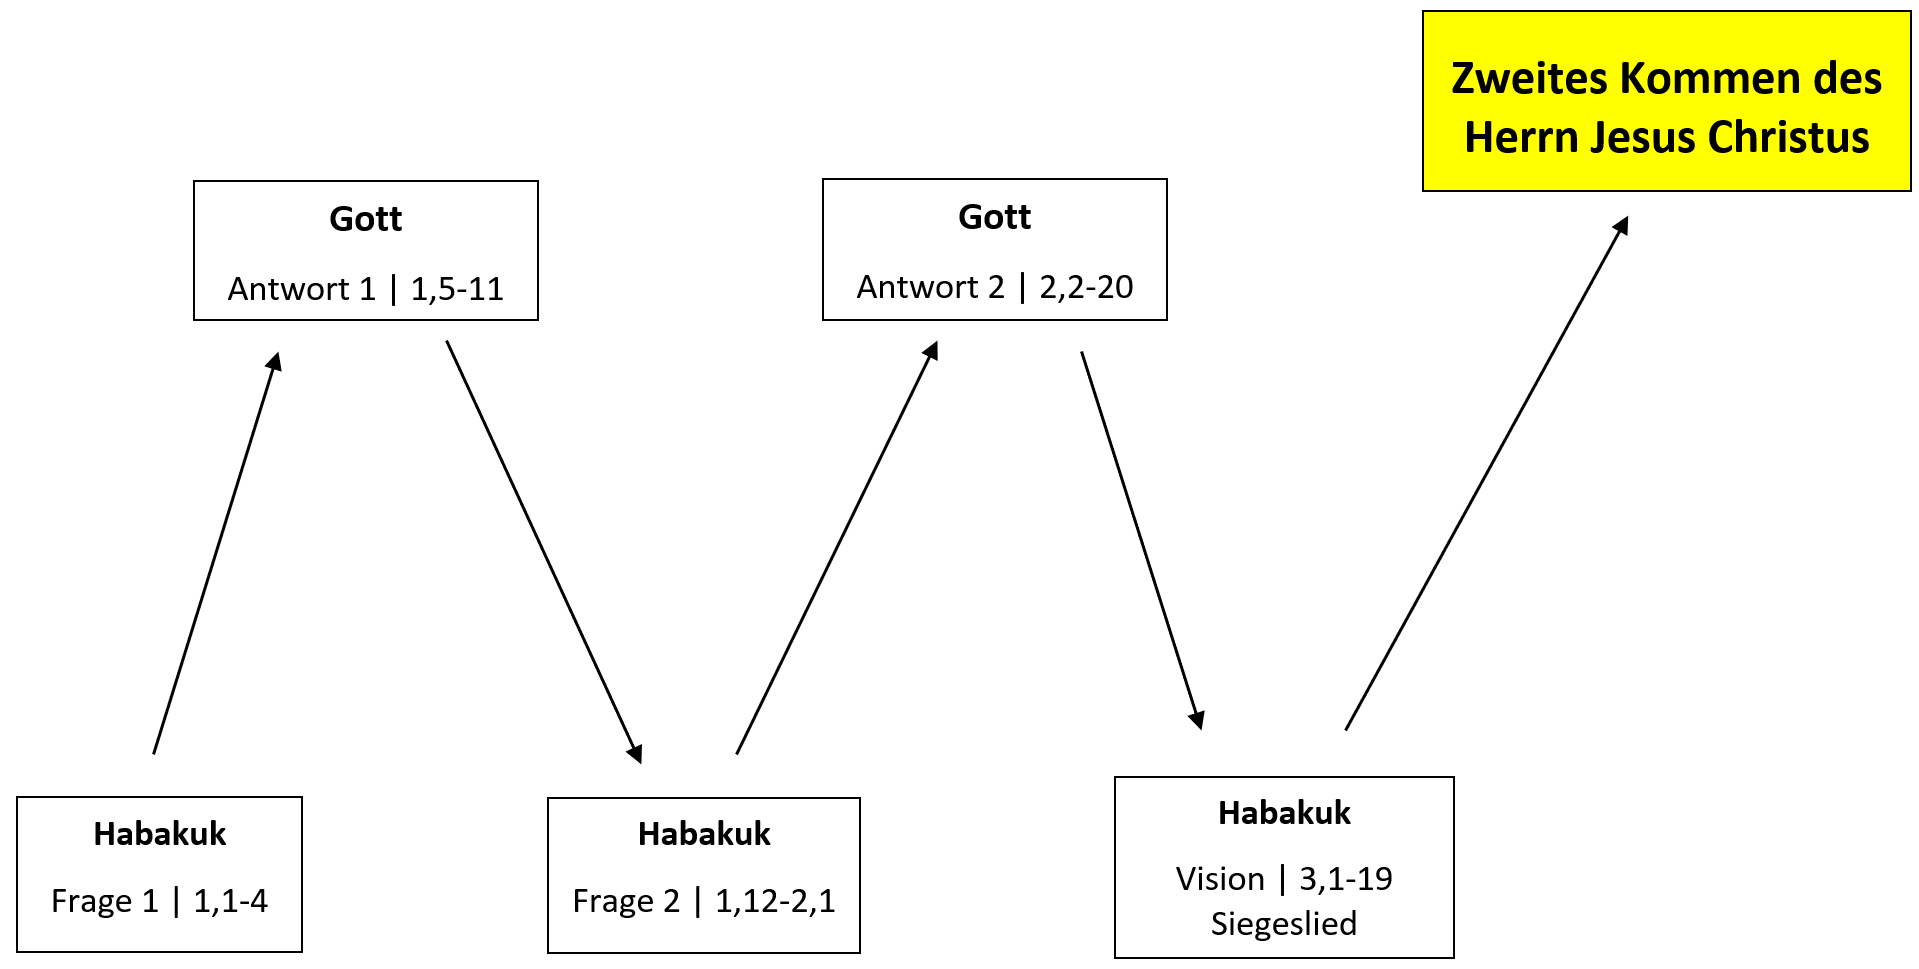 Zweites Kommen des
Herrn Jesus Christus
Gott
Antwort 1 | 1,5-11
Gott
Antwort 2 | 2,2-20
Habakuk
Frage 1 | 1,1-4
Habakuk
Frage 2 | 1,12-2,1
Habakuk
Vision | 3,1-19
Siegeslied